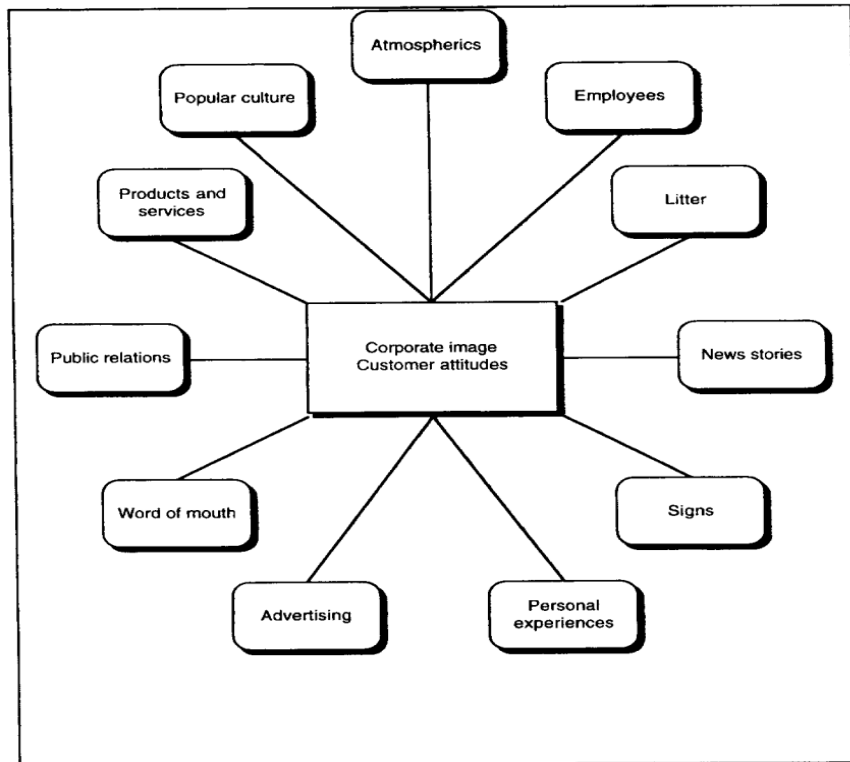 Atmospherics
Popular culture
Employees
Products and
services
Litter
Public relations
Corporate image
Customer attitudes
News stories
Word of mouth
Signs
Advertising
Personal
experiences